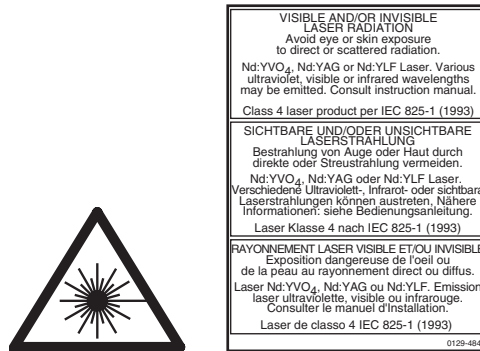 VISIBLE AND/OR INVISIBLE
LASER RADIATION
Avoid eye or skin exposure
to direct or scattered radiation.
Nd:YVO4, Nd:YAG or Nd:YLF Laser. Various
ultraviolet, visible or infrared wavelengths
may be emitted. Consult instruction manual.
Class 4 laser product per IEC 825-1 (1993)
SICHTBARE UND/ODER UNSICHTBARE
LASERSTRAHLUNG
Bestrahlung von Auge oder Haut durch
direkte oder Streustrahlung vermeiden.
Nd:YVO4, Nd:YAG oder Nd:YLF Laser.
Verschiedene Ultraviolett-, Infrarot- oder sichtbara
Laserstrahlungen können austreten, Nähere
Informationen: siehe Bedienungsanleitung.
Laser Klasse 4 nach IEC 825-1 (1993)
RAYONNEMENT LASER VISIBLE ET/OU INVISIBLE
Exposition dangereuse de l'oeil ou
de la peau au rayonnement direct ou diffus.
Laser Nd:YVO4, Nd:YAG ou Nd:YLF. Emission
laser ultraviolette, visible ou infrarouge.
Consulter le manuel d'Installation.
Laser de classo 4 IEC 825-1 (1993)
0129-484